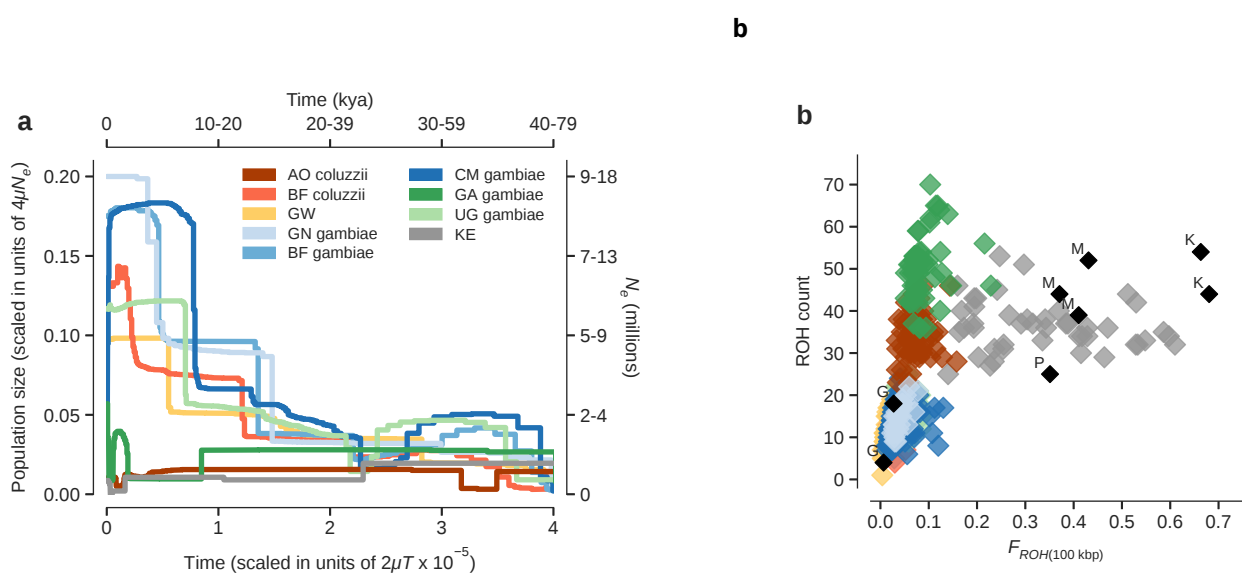 b
a
Time (kya)
0 10-20 20-39 30-59 40-79
Population size (scaled in units of 4μNe)
0.20
0.15
0.10
0.05
0.00
AO coluzzii
BF coluzzii
GW
GN gambiae
BF gambiae
CM gambiae
GA gambiae
UG gambiae
KE
9-18
7-13
5-9
2-4
0
Ne (millions)
0 1 2 3 4
Time (scaled in units of 2μT x 10⁻⁵)
b
ROH count
70
60
50
40
30
20
10
0
K
M
K
M
M
P
G
G
0.0 0.1 0.2 0.3 0.4 0.5 0.6 0.7
FROH(100 kbp)